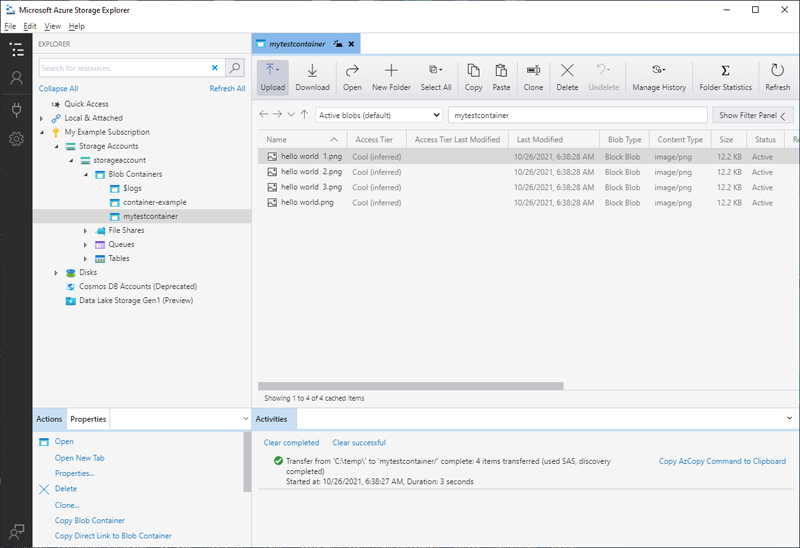 Microsoft Azure Storage Explorer
File Edit View Help
EXPLORER
Search for resources
Collapse All Refresh All
Quick Access
Local & Attached
My Example Subscription
Storage Accounts
storageaccount
Blob Containers
$logs
container-example
mytestcontainer
File Shares
Queues
Tables
Disks
Cosmos DB Accounts (Deprecated)
Data Lake Storage Gen1 (Preview)
Actions Properties
Open
Open New Tab
Properties...
Delete
Clone...
Copy Blob Container
Copy Direct Link to Blob Container
mytestcontainer
Upload Download Open New Folder Select All Copy Paste Clone Delete Undelete Manage History Folder Statistics Refresh
Active blobs (default) mytestcontainer Show Filter Panel
Name Access Tier Access Tier Last Modified Last Modified Blob Type Content Type Size Status Re
hello world 1.png Cool (inferred) 10/26/2021, 6:38:28 AM Block Blob image/png 12.2 KB Active
hello world 2.png Cool (inferred) 10/26/2021, 6:38:28 AM Block Blob image/png 12.2 KB Active
hello world 3.png Cool (inferred) 10/26/2021, 6:38:28 AM Block Blob image/png 12.2 KB Active
hello world.png Cool (inferred) 10/26/2021, 6:38:28 AM Block Blob image/png 12.2 KB Active
Showing 1 to 4 of 4 cached items
Activities
Clear completed Clear successful
Transfer from 'C:\temp\' to 'mytestcontainer/' complete: 4 items transferred (used SAS, discovery
completed)
Started at: 10/26/2021, 6:38:27 AM, Duration: 3 seconds
Copy AzCopy Command to Clipboard